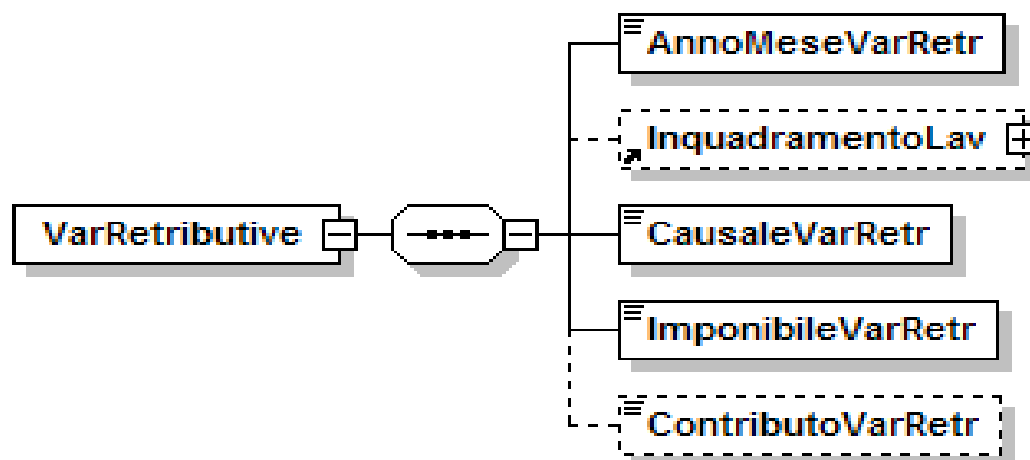 AnnoMeseVarRetr
InquadramentoLav
VarRetributive
CausaleVarRetr
ImponibileVarRetr
ContributoVarRetr